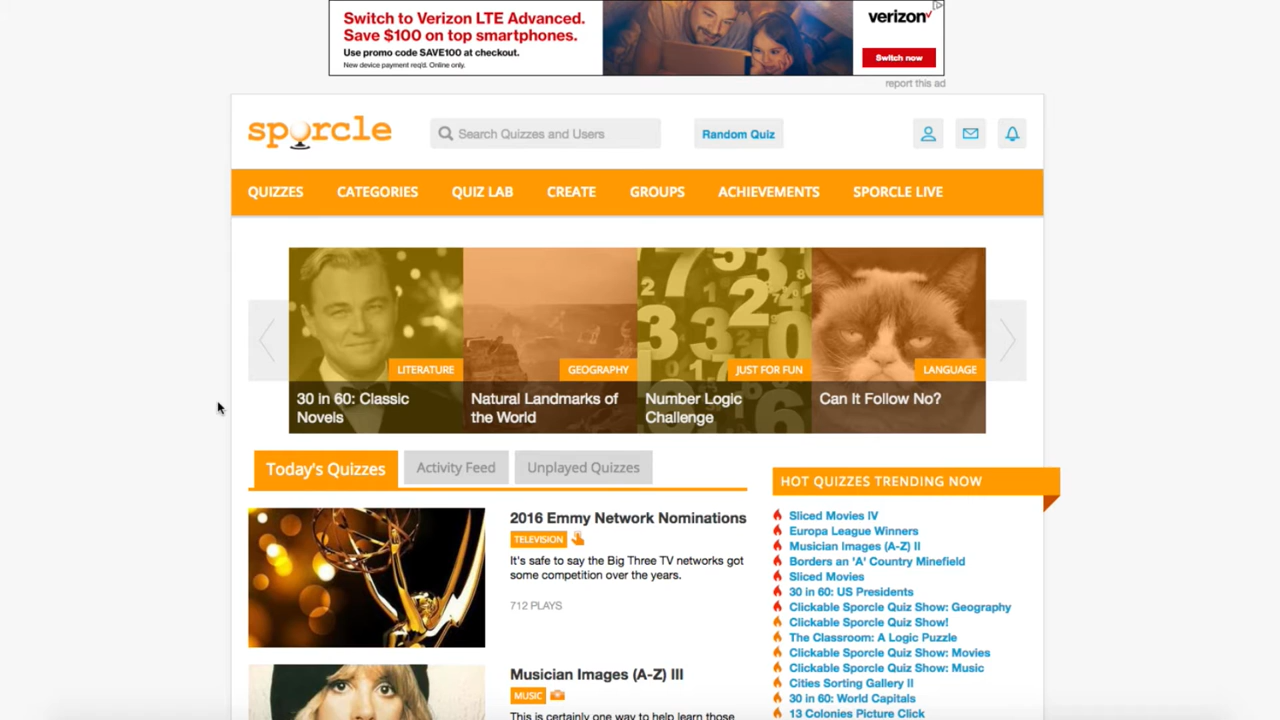 Switch to Verizon LTE Advanced.
Save $100 on top smartphones.
Use promo code SAVE100 at checkout.
New device payment req'd. Online only.
verizon✓
Switch now
report this ad
sporcle
Search Quizzes and Users
Random Quiz
QUIZZES CATEGORIES QUIZ LAB CREATE GROUPS ACHIEVEMENTS SPORCLE LIVE
LITERATURE
30 in 60: Classic
Novels
GEOGRAPHY
Natural Landmarks of
the World
JUST FOR FUN
Number Logic
Challenge
LANGUAGE
Can It Follow No?
Today's Quizzes Activity Feed Unplayed Quizzes
2016 Emmy Network Nominations
TELEVISION
It's safe to say the Big Three TV networks got
some competition over the years.
712 PLAYS
Musician Images (A-Z) III
MUSIC
This is certainly one way to help learn those
HOT QUIZZES TRENDING NOW
Sliced Movies IV
Europa League Winners
Musician Images (A-Z) II
Borders an 'A' Country Minefield
Sliced Movies
30 in 60: US Presidents
Clickable Sporcle Quiz Show: Geography
Clickable Sporcle Quiz Show!
The Classroom: A Logic Puzzle
Clickable Sporcle Quiz Show: Movies
Clickable Sporcle Quiz Show: Music
Cities Sorting Gallery II
30 in 60: World Capitals
13 Colonies Picture Click